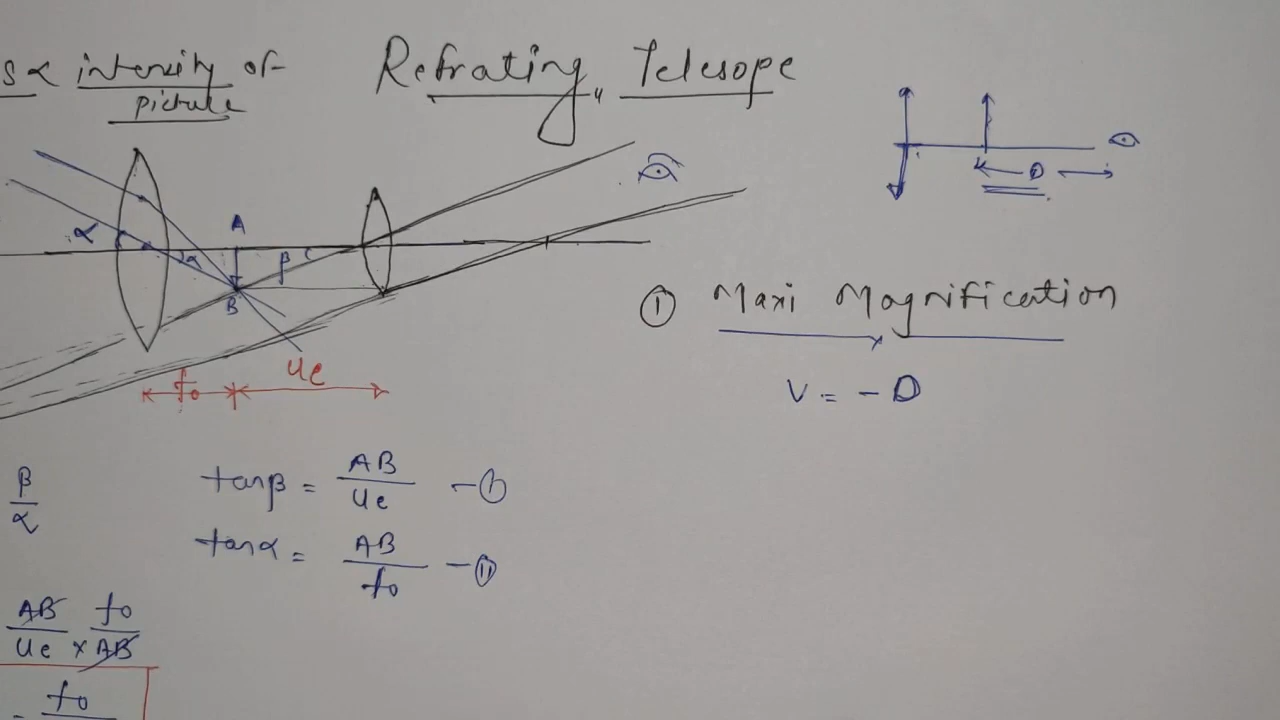 s ∝ intensity of
picture
Refrating Telesope
D
α
α
A
β
B
① Maxi Magnification
fo
ue
V = - D
β
α
tanβ = AB / ue - ①
tanα = AB / fo - ⑪
AB / ue × fo / AB
fo